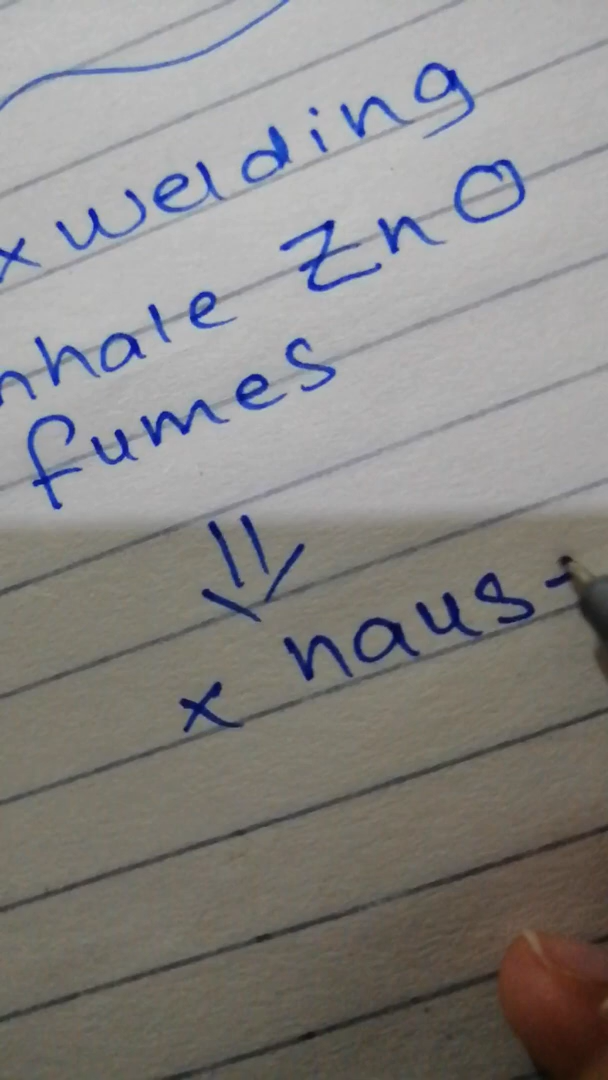 x welding
nhale ZnO
fumes
⇓
x naus